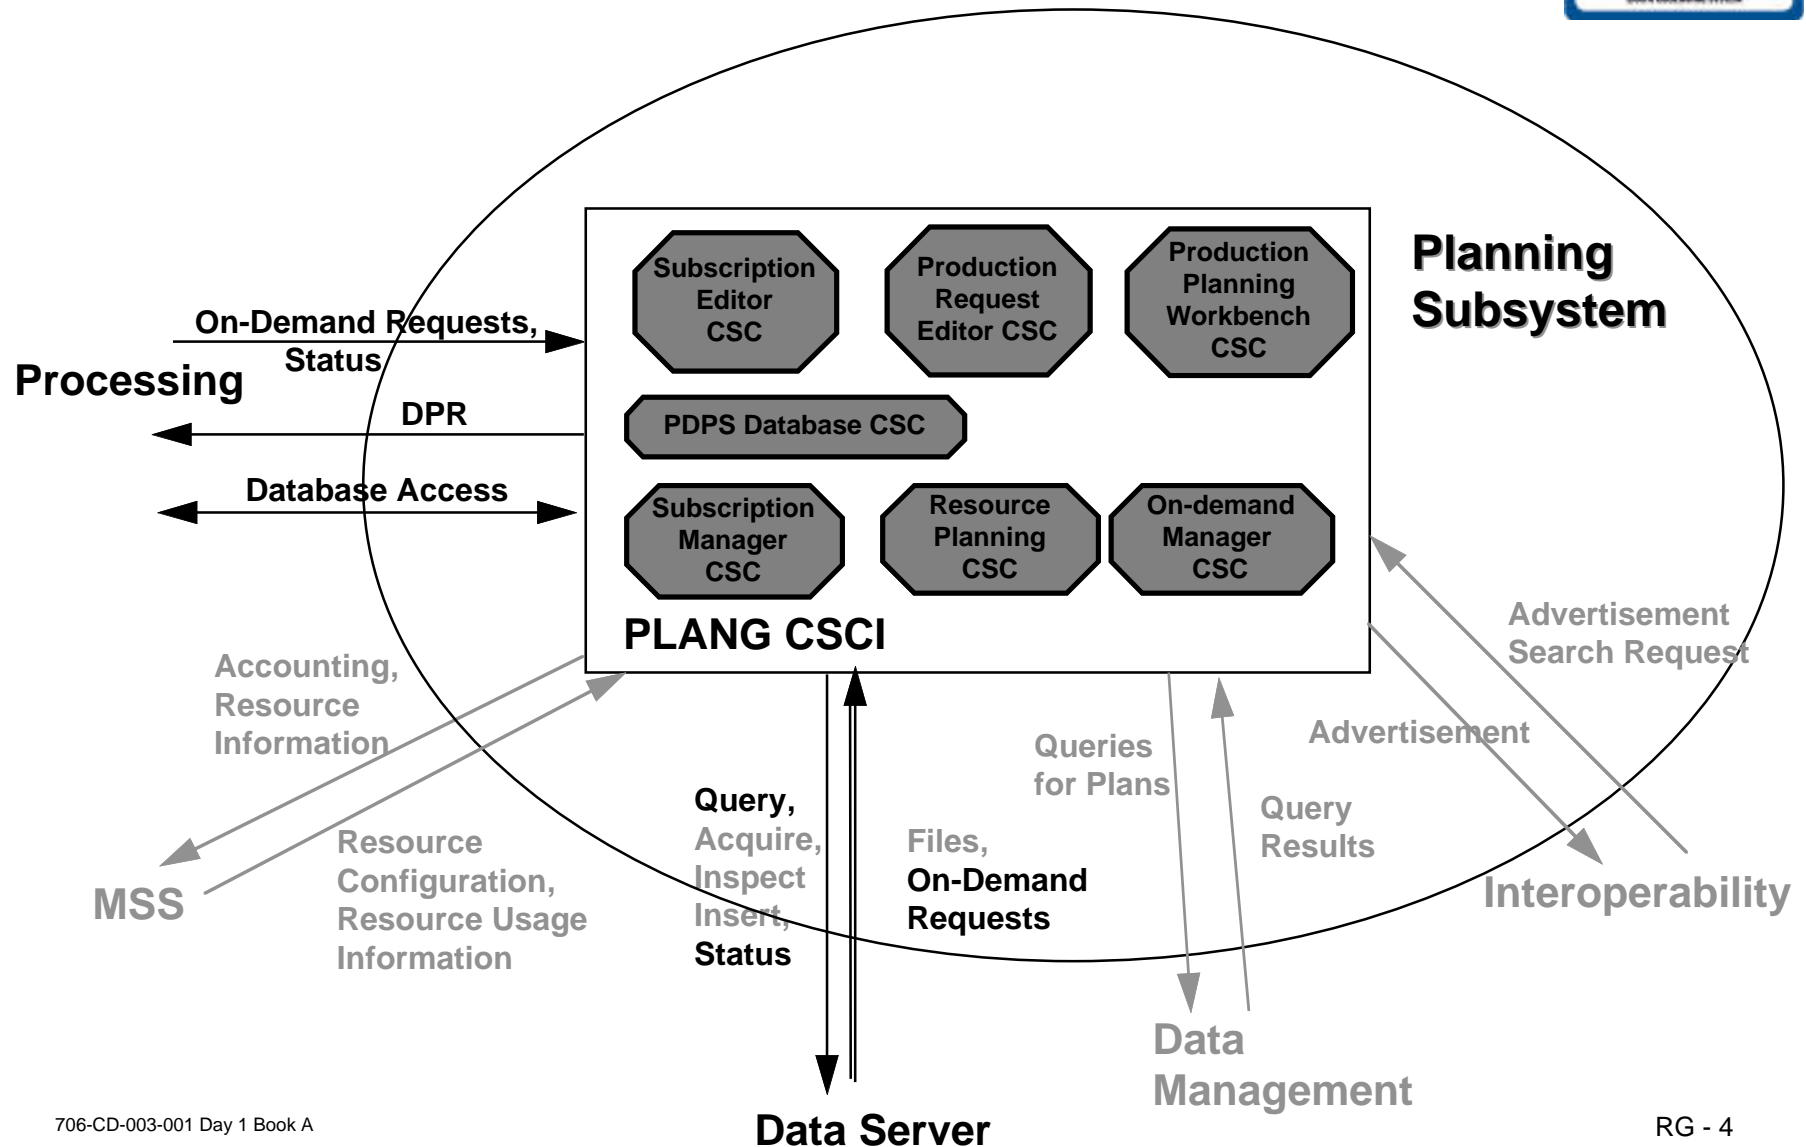 Planning
Subsystem
Subscription
Editor
CSC
Production
Request
Editor CSC
Production
Planning
Workbench
CSC
On-Demand Requests,
Status
Processing
DPR
PDPS Database CSC
Database Access
Subscription
Manager
CSC
Resource
Planning
CSC
On-demand
Manager
CSC
PLANG CSCI
Accounting,
Resource
Information
Resource
Configuration,
Resource Usage
Information
MSS
Query,
Acquire,
Inspect
Insert,
Status
Files,
On-Demand
Requests
Data Server
Queries
for Plans
Query
Results
Data
Management
Advertisement
Search Request
Advertisement
Interoperability
706-CD-003-001 Day 1 Book A
RG - 4